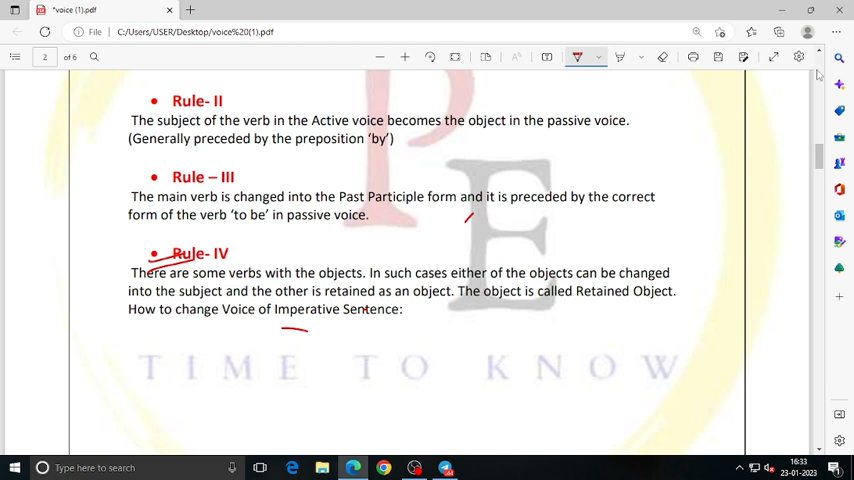 *voice (1).pdf
File
C:/Users/USER/Desktop/voice%20(1).pdf
2
of 6
• Rule- II
The subject of the verb in the Active voice becomes the object in the passive voice.
(Generally preceded by the preposition ‘by’)
• Rule – III
The main verb is changed into the Past Participle form and it is preceded by the correct
form of the verb ‘to be’ in passive voice.
• Rule- IV
There are some verbs with the objects. In such cases either of the objects can be changed
into the subject and the other is retained as an object. The object is called Retained Object.
How to change Voice of Imperative Sentence:
P
E
TIME TO KNOW
Type here to search
16:33
23-01-2023